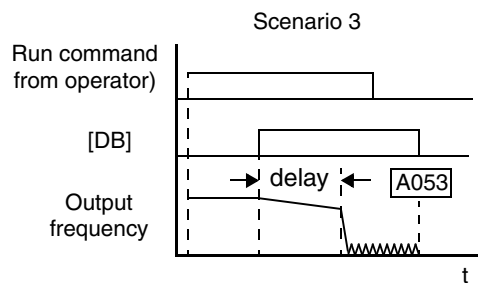 Scenario 3
Run command
from operator)
[DB]
delay
A053
Output
frequency
t